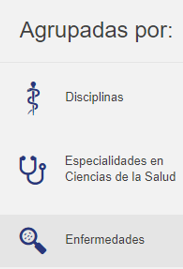 Agrupadas por:
Disciplinas
Especialidades en
Ciencias de la Salud
Enfermedades